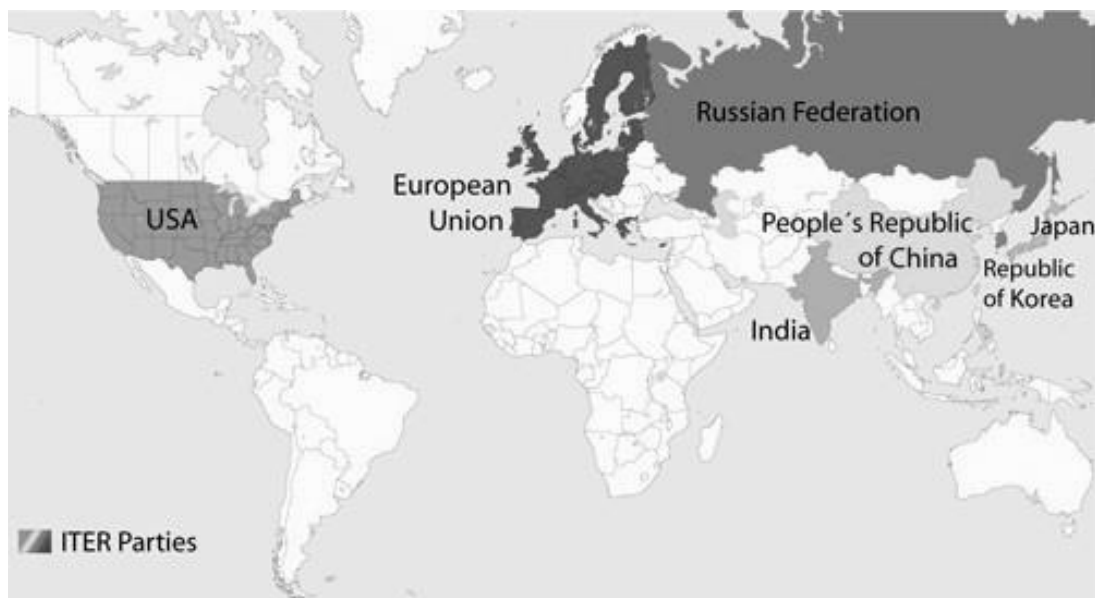 Russian Federation
European
Union
USA
People´s Republic
of China
Japan
Republic
of Korea
India
ITER Parties